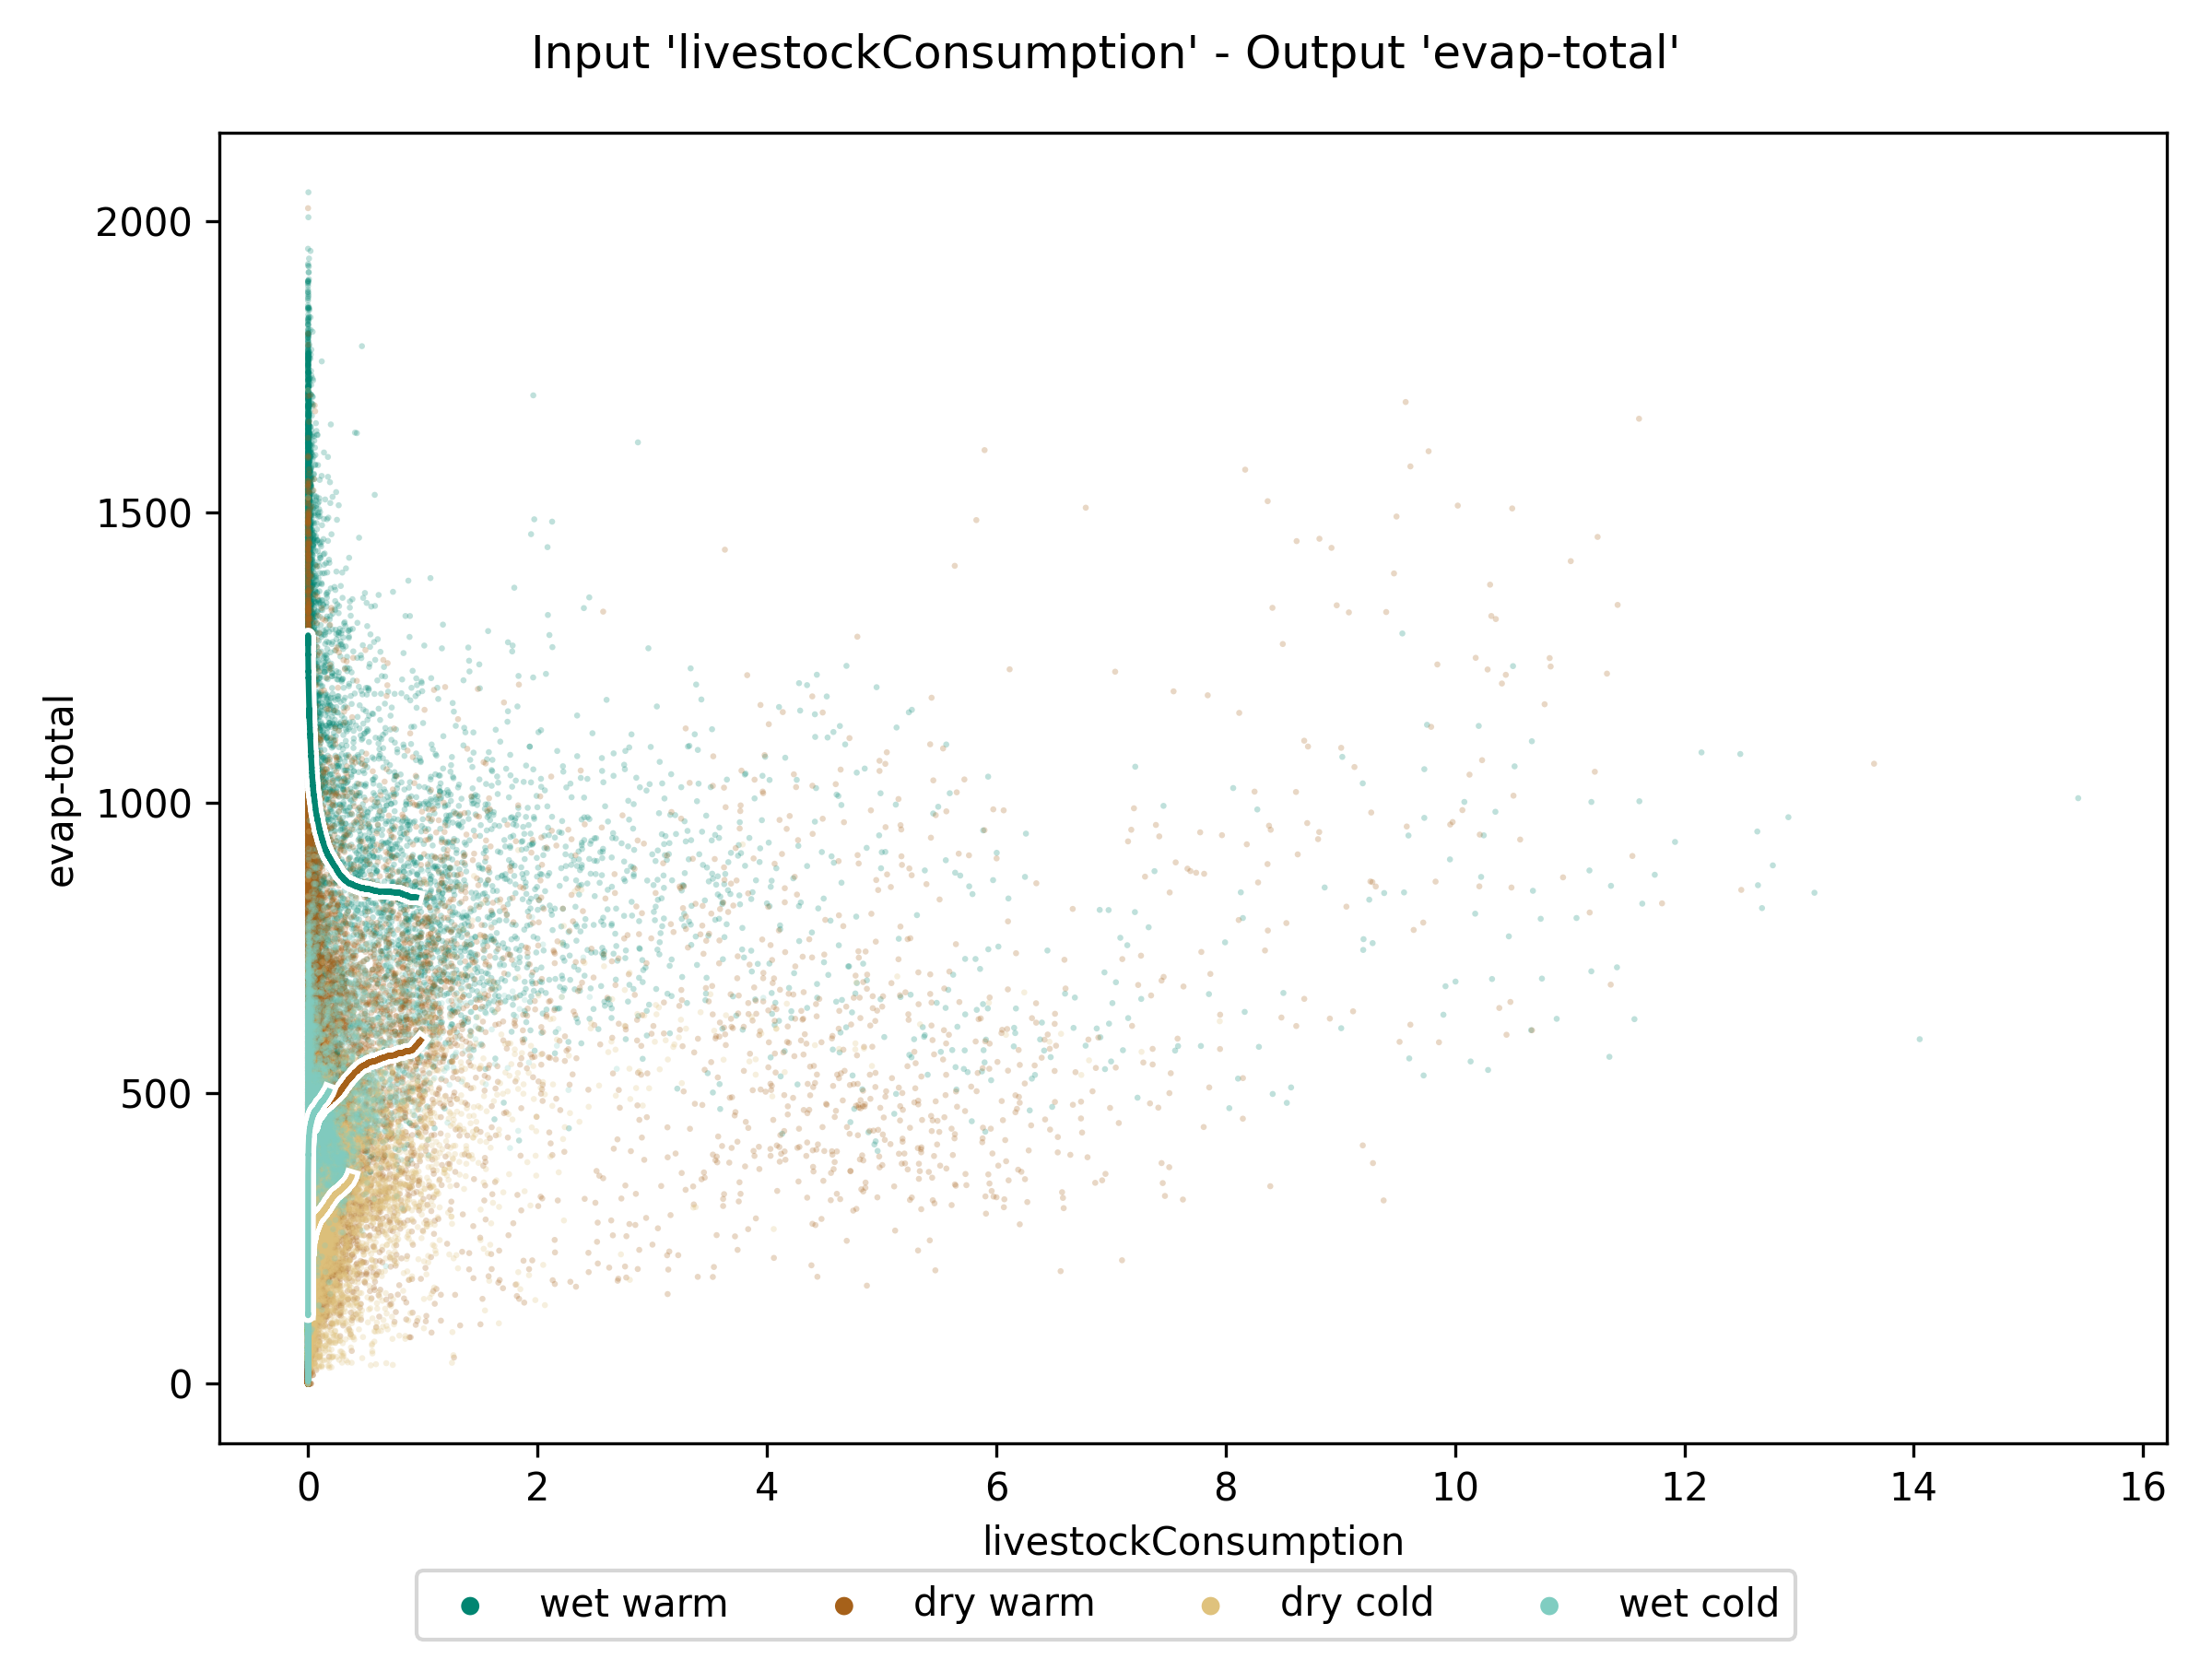 Input 'livestockConsumption' - Output 'evap-total'
2000
1500
1000
500
0
evap-total
0 2 4 6 8 10 12 14 16
livestockConsumption
wet warm dry warm dry cold wet cold